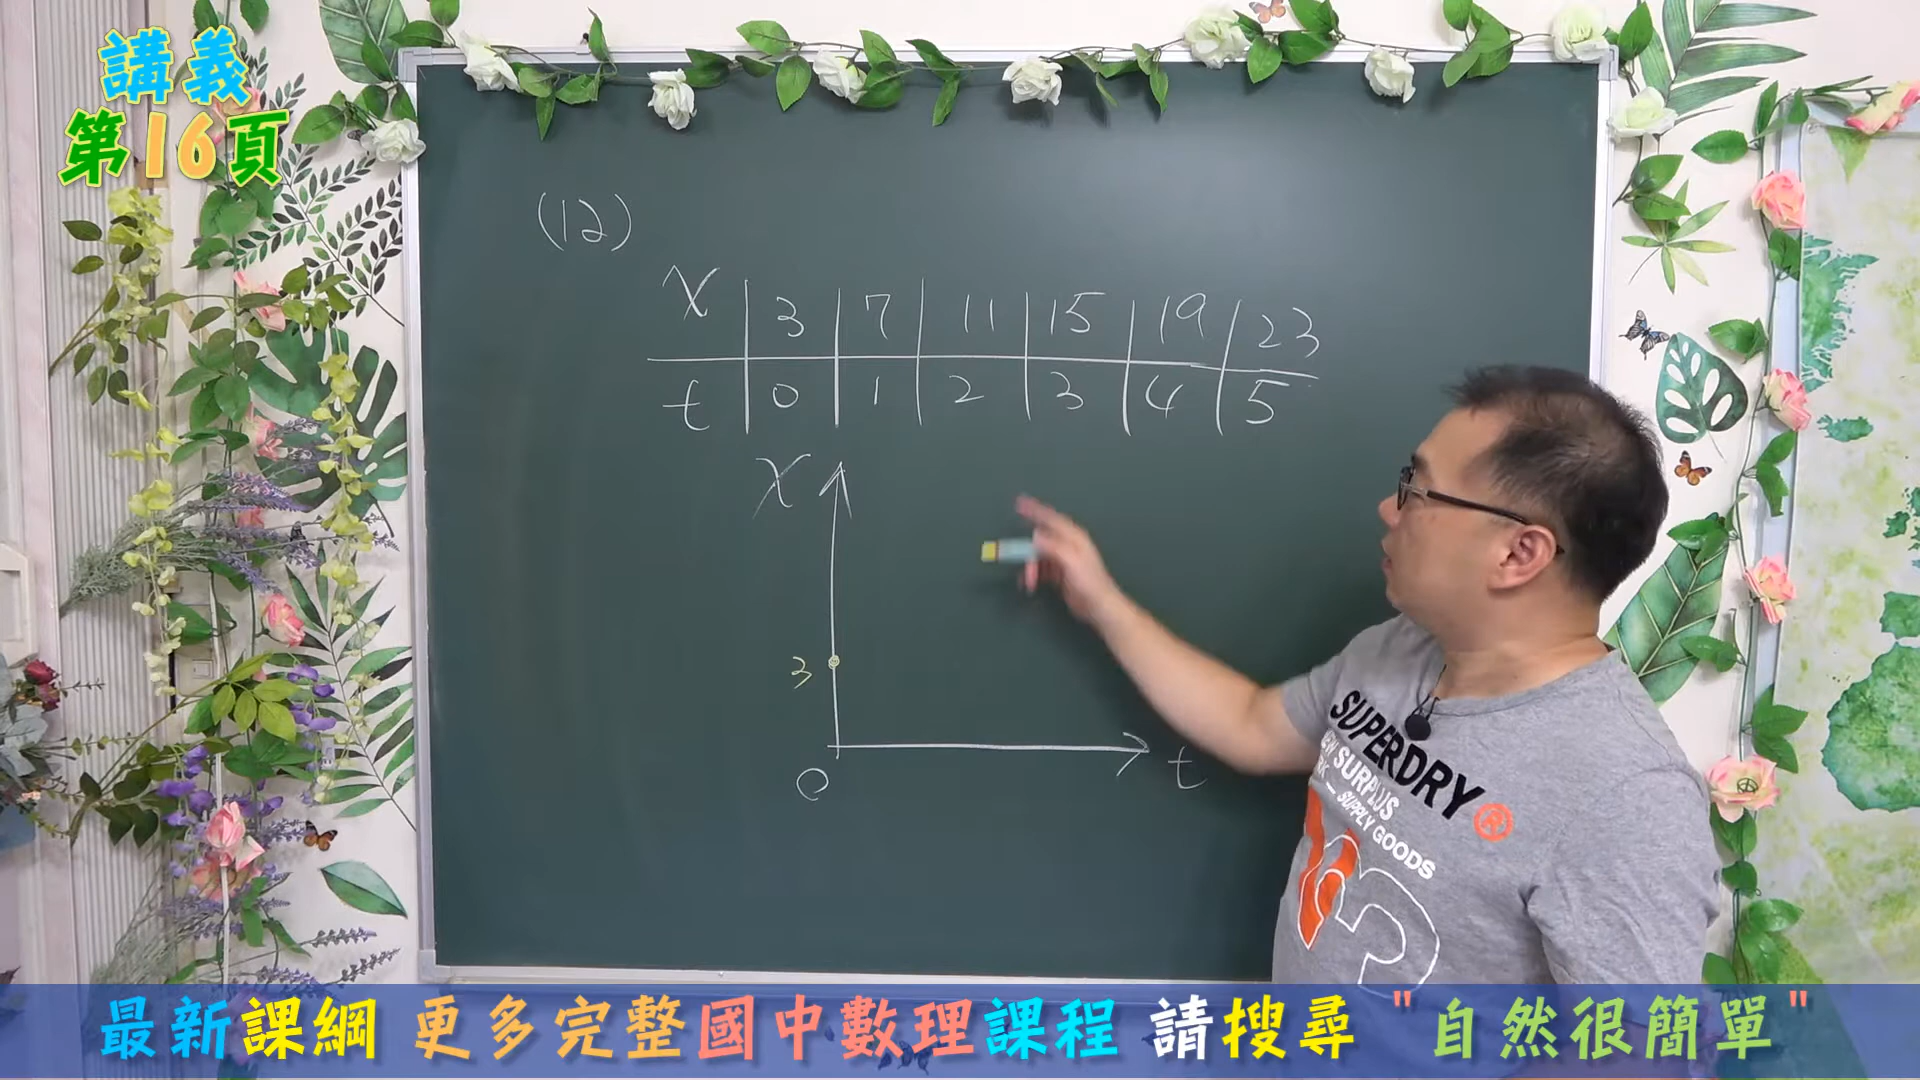 講義
第16頁
(12)
x 3 7 11 15 19 23
t 0 1 2 3 4 5
x
3
0 t
SUPERDRY®
SURPLUS
— SUPPLY GOODS
最新課綱 更多完整國中數理課程 請搜尋 "自然很簡單"